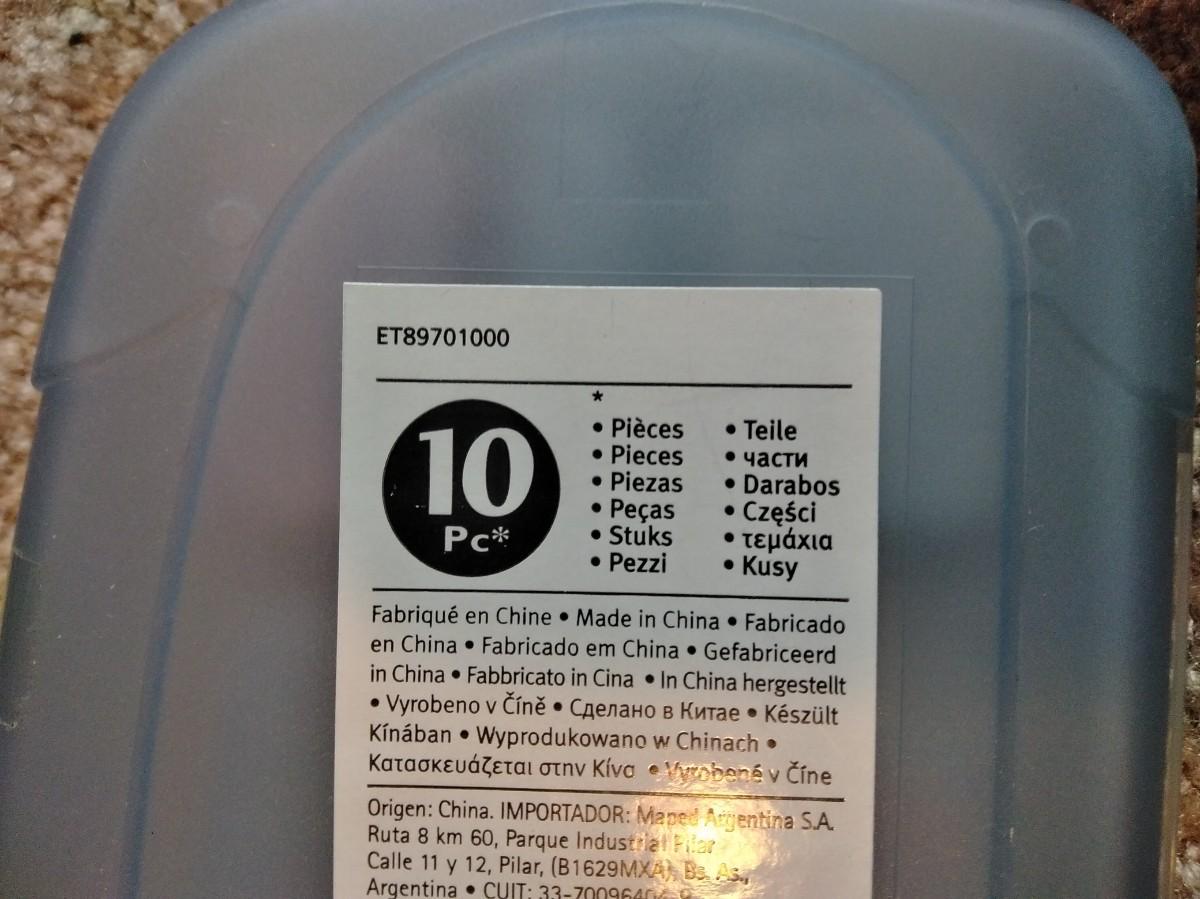 ET89701000
*
10
Pc*
• Pièces
• Pieces
• Piezas
• Peças
• Stuks
• Pezzi
• Teile
• части
• Darabos
• Części
• τεμάχια
• Kusy
Fabriqué en Chine • Made in China • Fabricado
en China • Fabricado em China • Gefabriceerd
in China • Fabbricato in Cina • In China hergestellt
• Vyrobeno v Číně • Сделано в Китае • Készült
Kínában • Wyprodukowano w Chinach •
Κατασκευάζεται στην Κίνα • Vyrobené v Číne
Origen: China. IMPORTADOR: Maped Argentina S.A.
Ruta 8 km 60, Parque Industrial Pilar
Calle 11 y 12, Pilar, (B1629MXA), Bs. As.,
Argentina • CUIT: